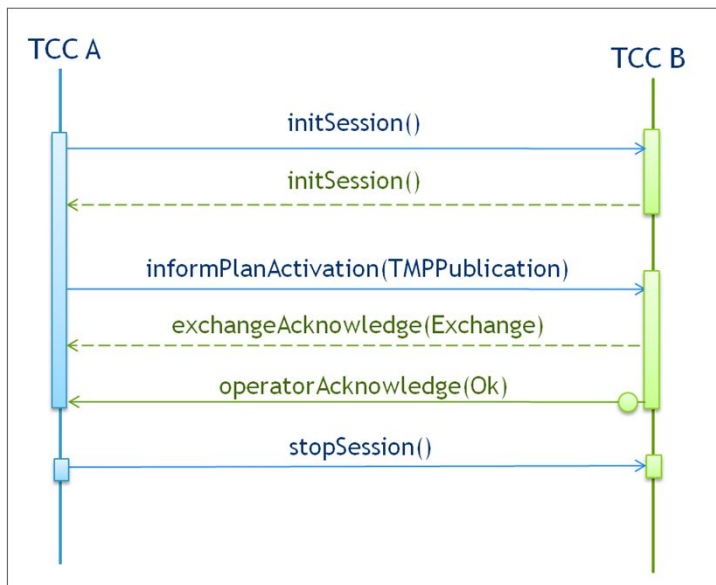 TCC A
TCC B
initSession()
initSession()
informPlanActivation(TMPPublication)
exchangeAcknowledge(Exchange)
operatorAcknowledge(Ok)
stopSession()